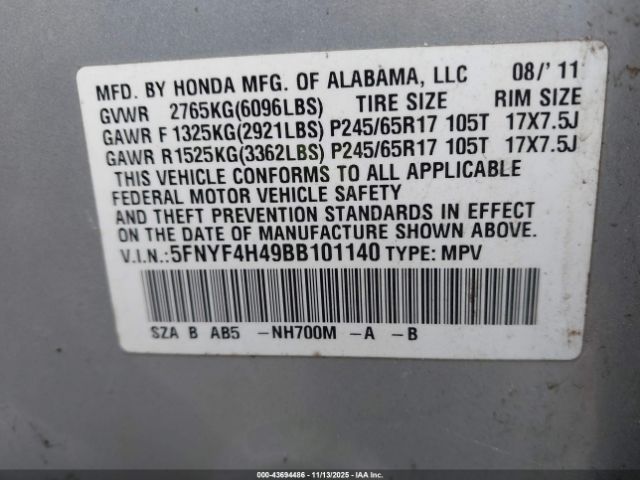 MFD. BY HONDA MFG. OF ALABAMA, LLC 08/' 11
GVWR 2765KG(6096LBS) TIRE SIZE RIM SIZE
GAWR F 1325KG(2921LBS) P245/65R17 105T 17X7.5J
GAWR R1525KG(3362LBS) P245/65R17 105T 17X7.5J
THIS VEHICLE CONFORMS TO ALL APPLICABLE
FEDERAL MOTOR VEHICLE SAFETY
AND THEFT PREVENTION STANDARDS IN EFFECT
ON THE DATE OF MANUFACTURE SHOWN ABOVE.
V.I.N.:5FNYF4H49BB101140 TYPE: MPV
SZA B AB5 -NH700M -A -B
000-43694486 - 11/13/2025 - IAAI.COM